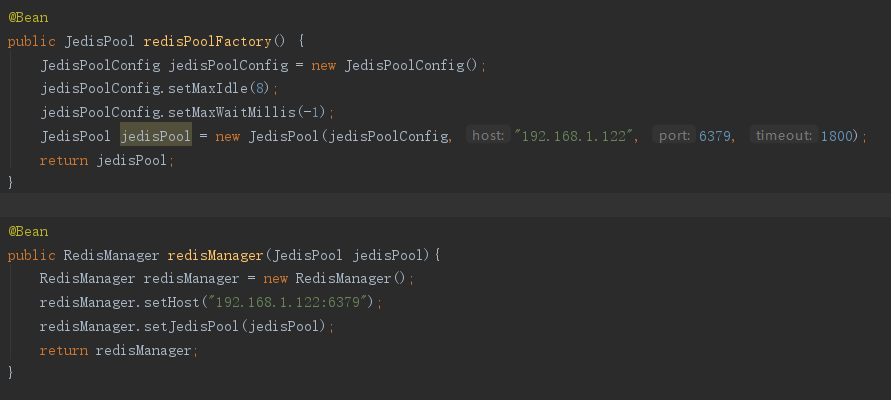 @Bean
public JedisPool redisPoolFactory() {
    JedisPoolConfig jedisPoolConfig = new JedisPoolConfig();
    jedisPoolConfig.setMaxIdle(8);
    jedisPoolConfig.setMaxWaitMillis(-1);
    JedisPool jedisPool = new JedisPool(jedisPoolConfig, host: "192.168.1.122", port: 6379, timeout: 1800);
    return jedisPool;
}
@Bean
public RedisManager redisManager(JedisPool jedisPool){
    RedisManager redisManager = new RedisManager();
    redisManager.setHost("192.168.1.122:6379");
    redisManager.setJedisPool(jedisPool);
    return redisManager;
}